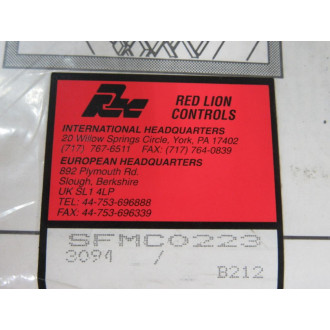 RED LION
CONTROLS
INTERNATIONAL HEADQUARTERS
20 Willow Springs Circle, York, PA 17402
(717) 767-6511 FAX: (717) 764-0839
EUROPEAN HEADQUARTERS
892 Plymouth Rd.
Slough, Berkshire
UK SL1 4LP
TEL: 44-753-696888
FAX: 44-753-696339
SFMC0223
3094 /
B212